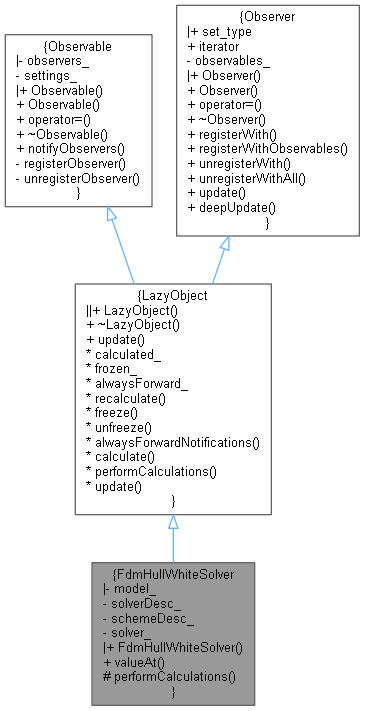 {Observable
|- observers_
- settings_
|+ Observable()
+ Observable()
+ operator=()
+ ~Observable()
+ notifyObservers()
- registerObserver()
- unregisterObserver()
}
{Observer
|+ set_type
+ iterator
- observables_
|+ Observer()
+ Observer()
+ operator=()
+ ~Observer()
+ registerWith()
+ registerWithObservables()
+ unregisterWith()
+ unregisterWithAll()
+ update()
+ deepUpdate()
}
{LazyObject
||+ LazyObject()
+ ~LazyObject()
+ update()
* calculated_
* frozen_
* alwaysForward_
* recalculate()
* freeze()
* unfreeze()
* alwaysForwardNotifications()
* calculate()
* performCalculations()
* update()
}
{FdmHullWhiteSolver
|- model_
- solverDesc_
- schemeDesc_
- solver_
|+ FdmHullWhiteSolver()
+ valueAt()
# performCalculations()
}